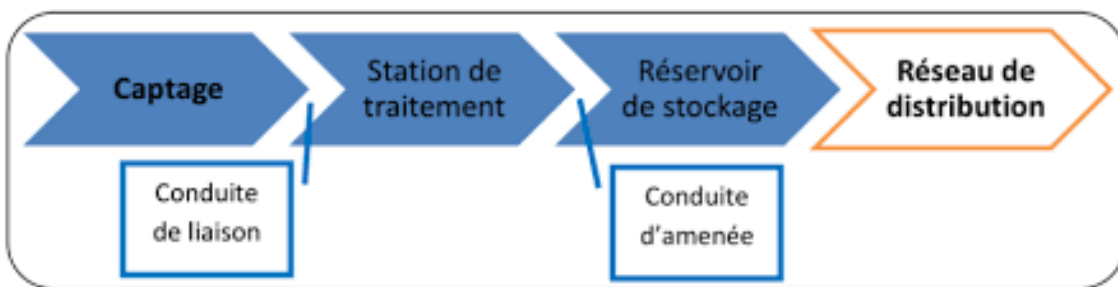 Captage
Station de
traitement
Réservoir
de stockage
Réseau de
distribution
Conduite
de liaison
Conduite
d'amenée